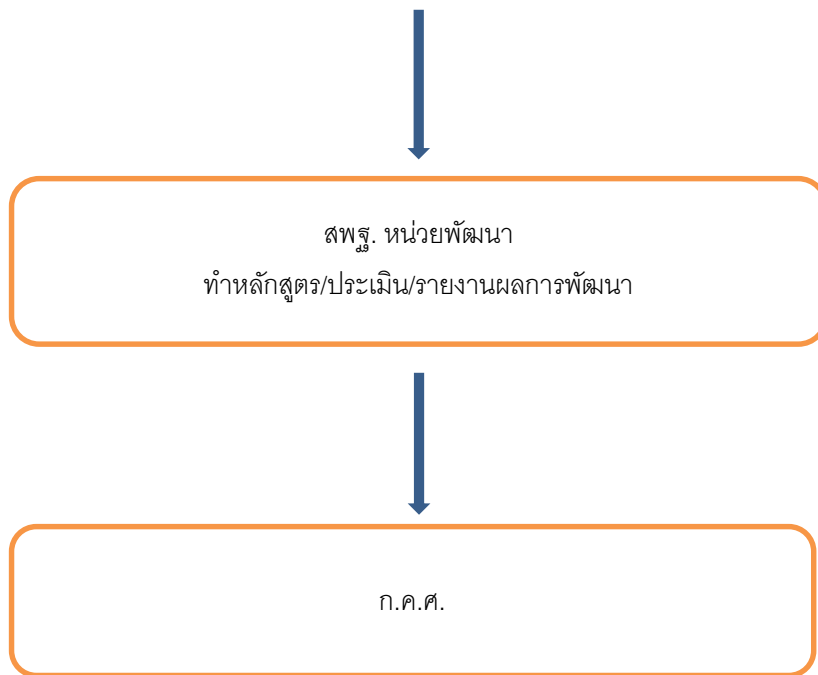 สพฐ. หน่วยพัฒนา
ทำหลักสูตร/ประเมิน/รายงานผลการพัฒนา
ก.ค.ศ.